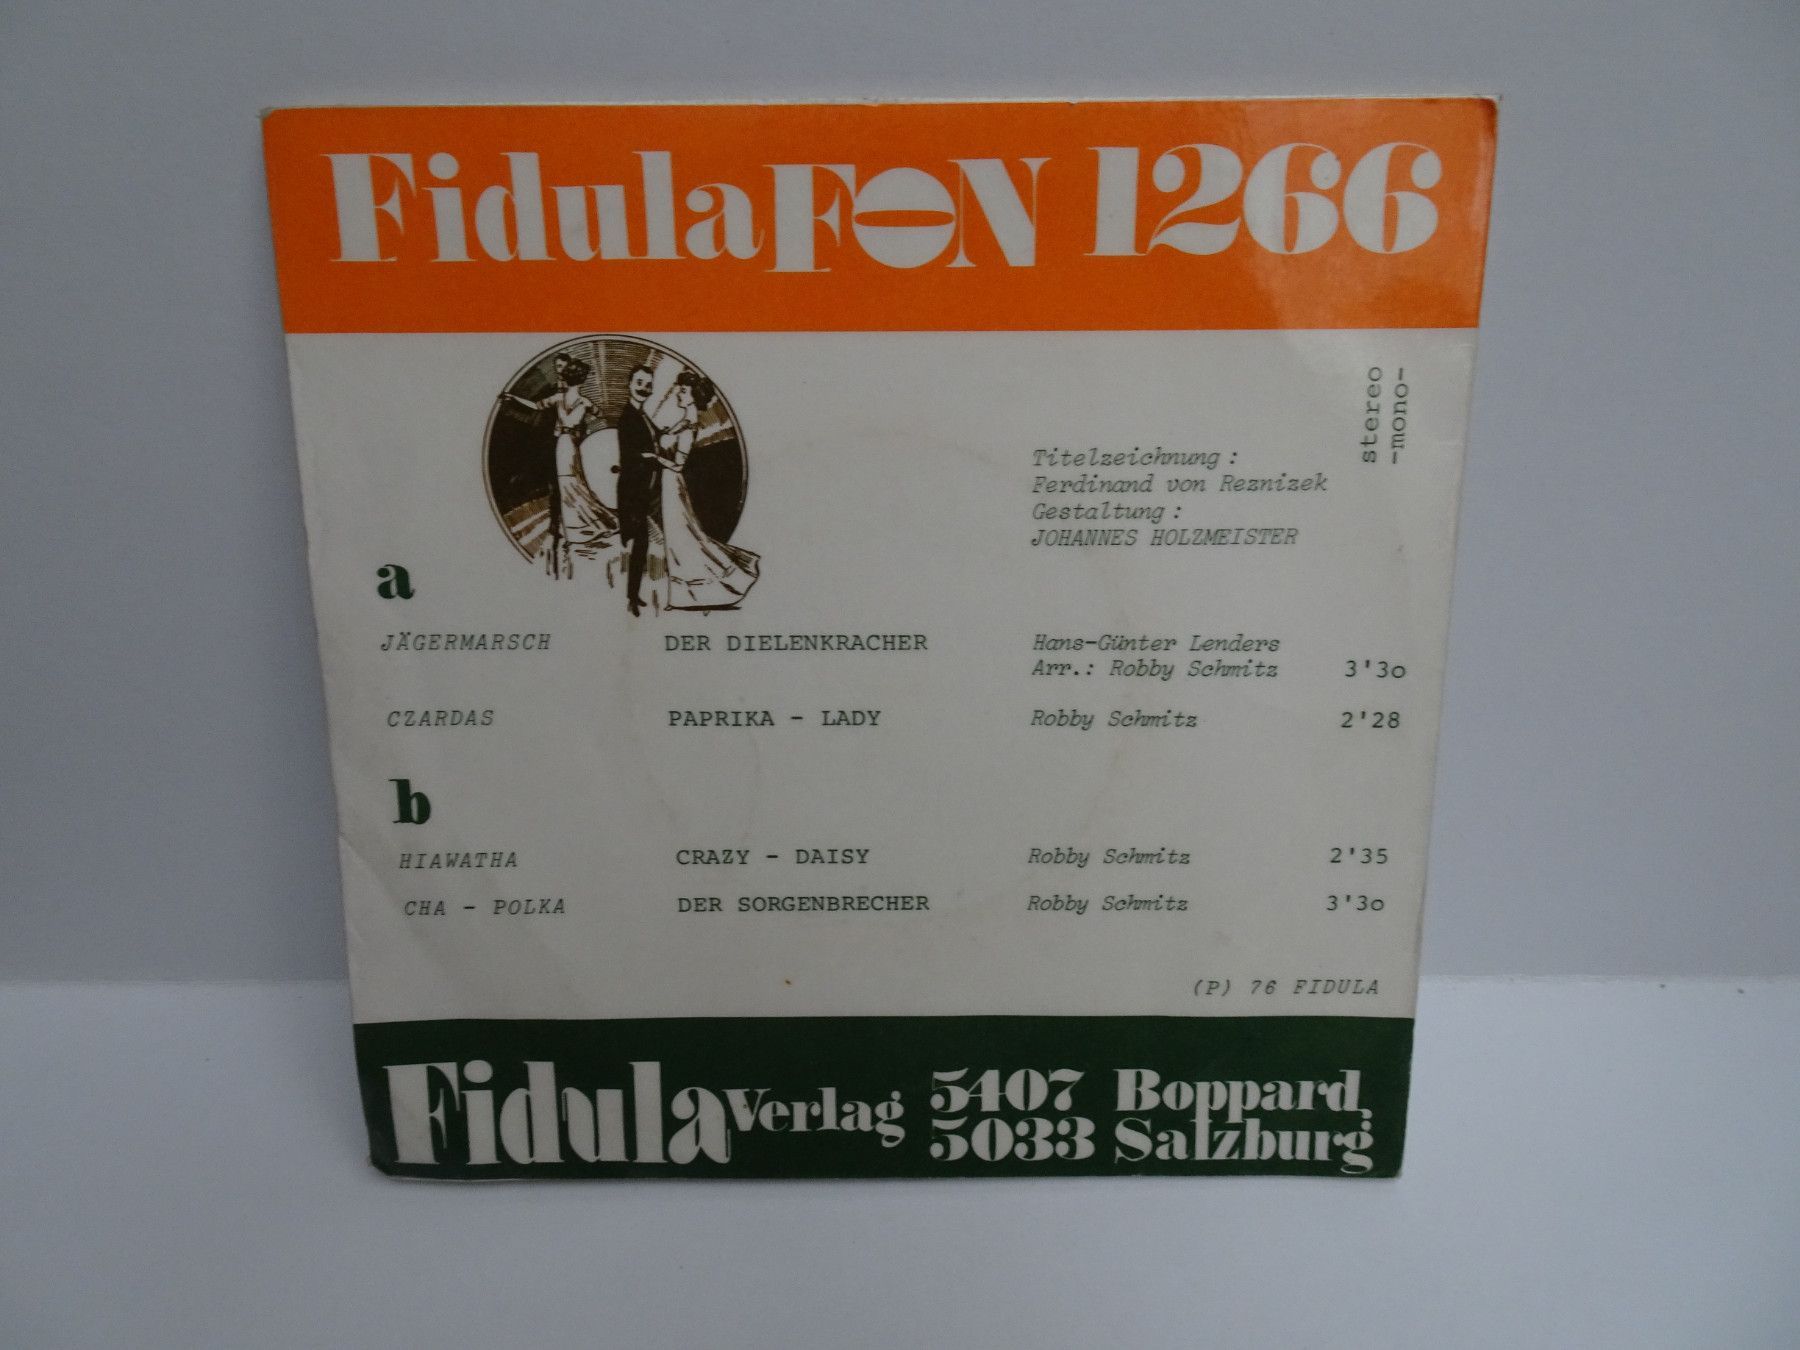 FidulaFON 1266
stereo
-mono-
Titelzeichnung:
Ferdinand von Reznizek
Gestaltung:
JOHANNES HOLZMEISTER
a
JÄGERMARSCH DER DIELENKRACHER Hans-Günter Lenders
Arr.: Robby Schmitz 3'3o
CZARDAS PAPRIKA - LADY Robby Schmitz 2'28
b
HIAWATHA CRAZY - DAISY Robby Schmitz 2'35
CHA - POLKA DER SORGENBRECHER Robby Schmitz 3'3o
(P) 76 FIDULA
Fidula Verlag 5407 Boppard,
5033 Salzburg